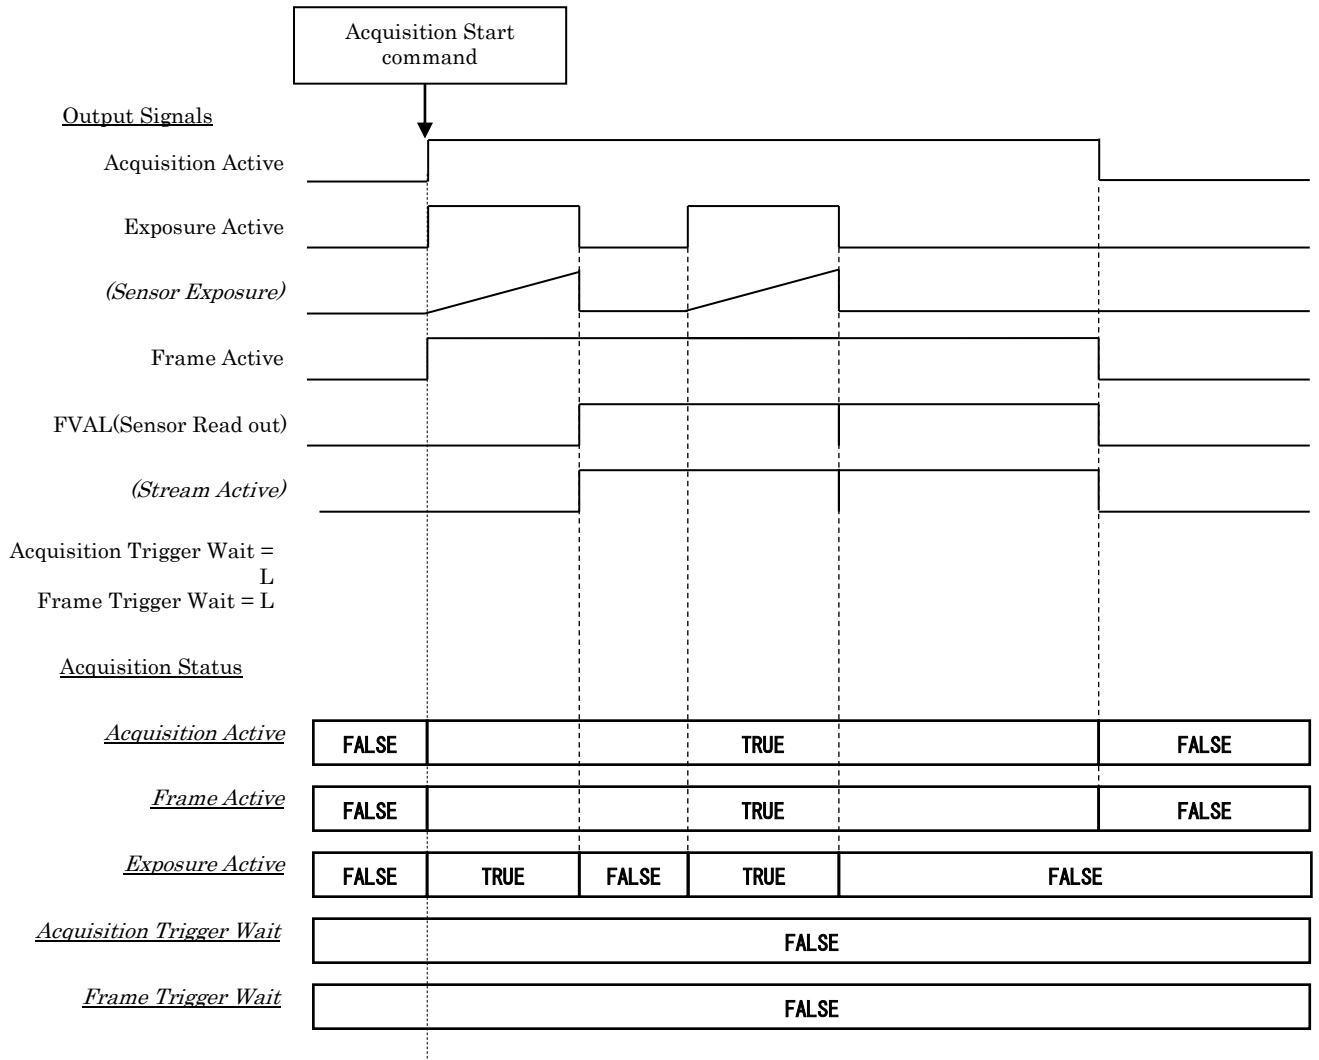 Acquisition Start
command
Output Signals
Acquisition Active
Exposure Active
(Sensor Exposure)
Frame Active
FVAL(Sensor Read out)
(Stream Active)
Acquisition Trigger Wait =
L
Frame Trigger Wait = L
Acquisition Status
Acquisition Active FALSE TRUE FALSE
Frame Active FALSE TRUE FALSE
Exposure Active FALSE TRUE FALSE TRUE FALSE
Acquisition Trigger Wait FALSE
Frame Trigger Wait FALSE